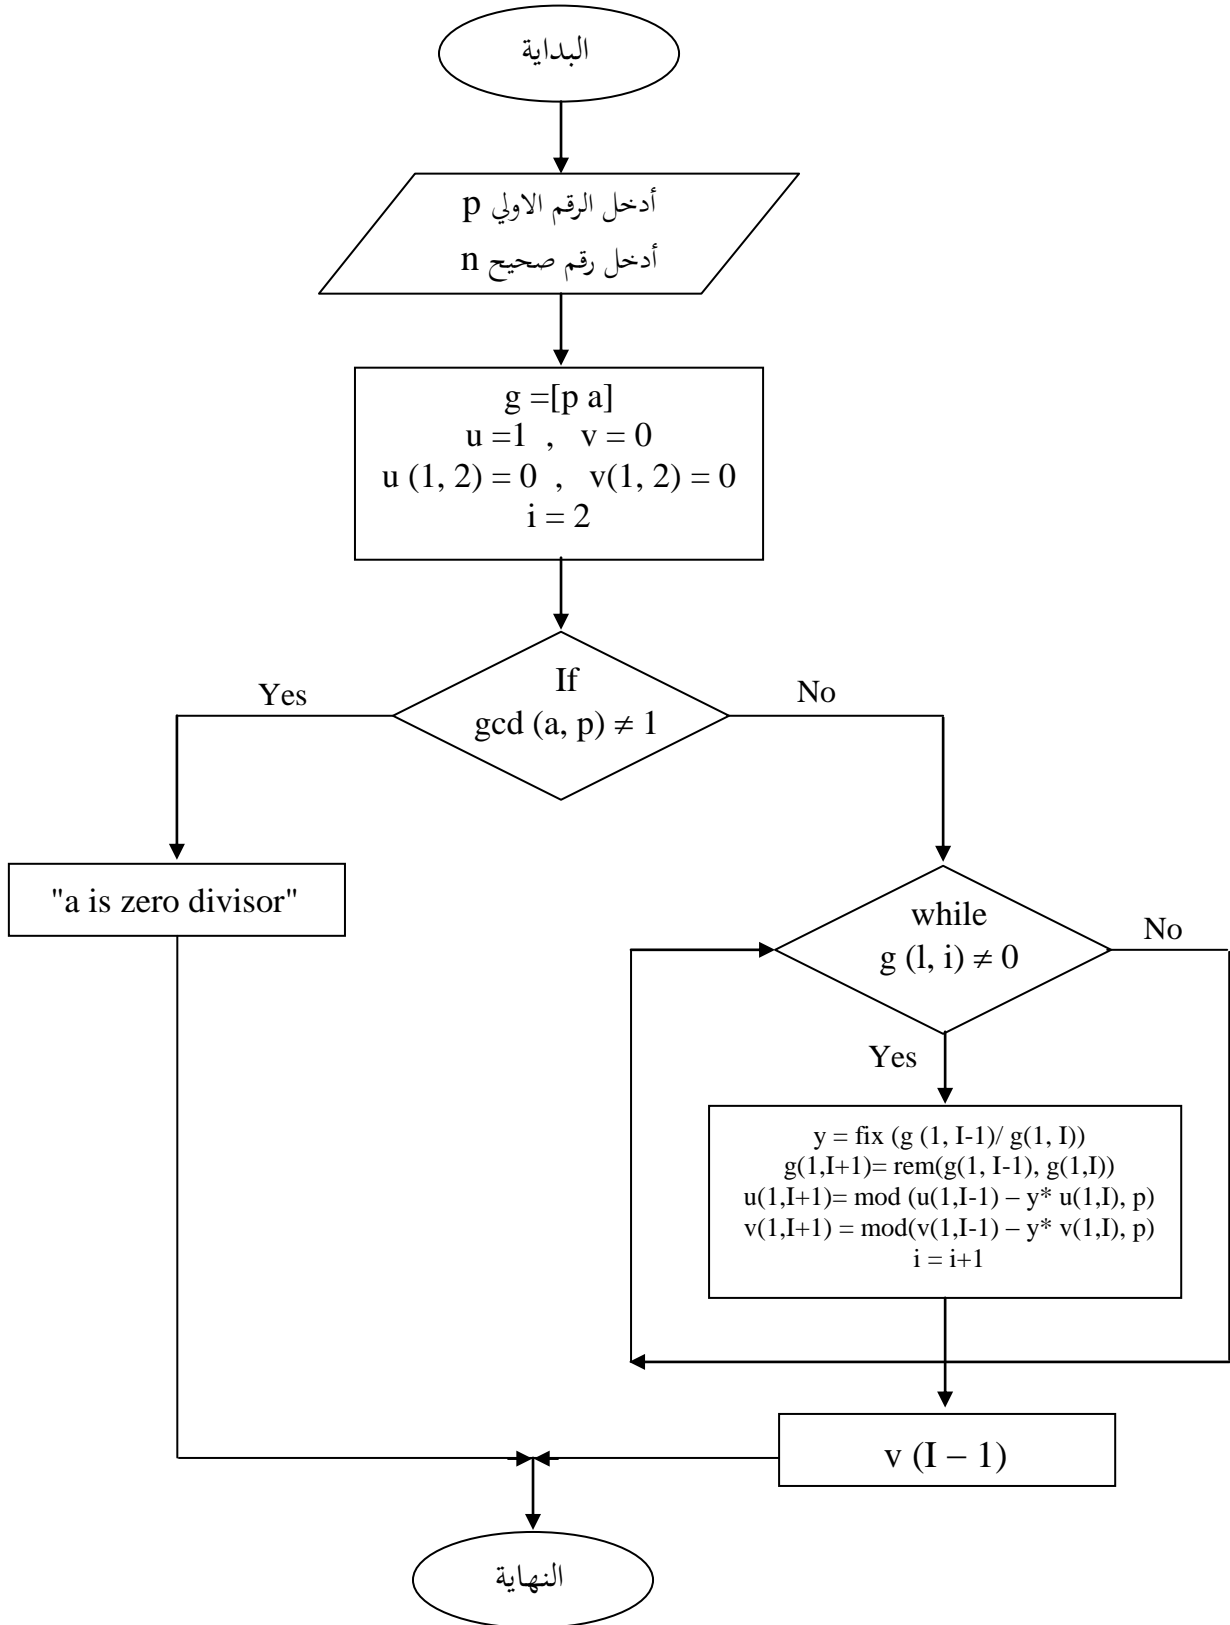 البداية
أدخل الرقم الاولي p
أدخل رقم صحيح n
g =[p a]
u =1 , v = 0
u (1, 2) = 0 , v(1, 2) = 0
i = 2
If
gcd (a, p) ≠ 1
Yes
No
"a is zero divisor"
while
g (l, i) ≠ 0
No
Yes
y = fix (g (1, I-1)/ g(1, I))
g(1,I+1)= rem(g(1, I-1), g(1,I))
u(1,I+1)= mod (u(1,I-1) – y* u(1,I), p)
v(1,I+1) = mod(v(1,I-1) – y* v(1,I), p)
i = i+1
v (I – 1)
النهاية